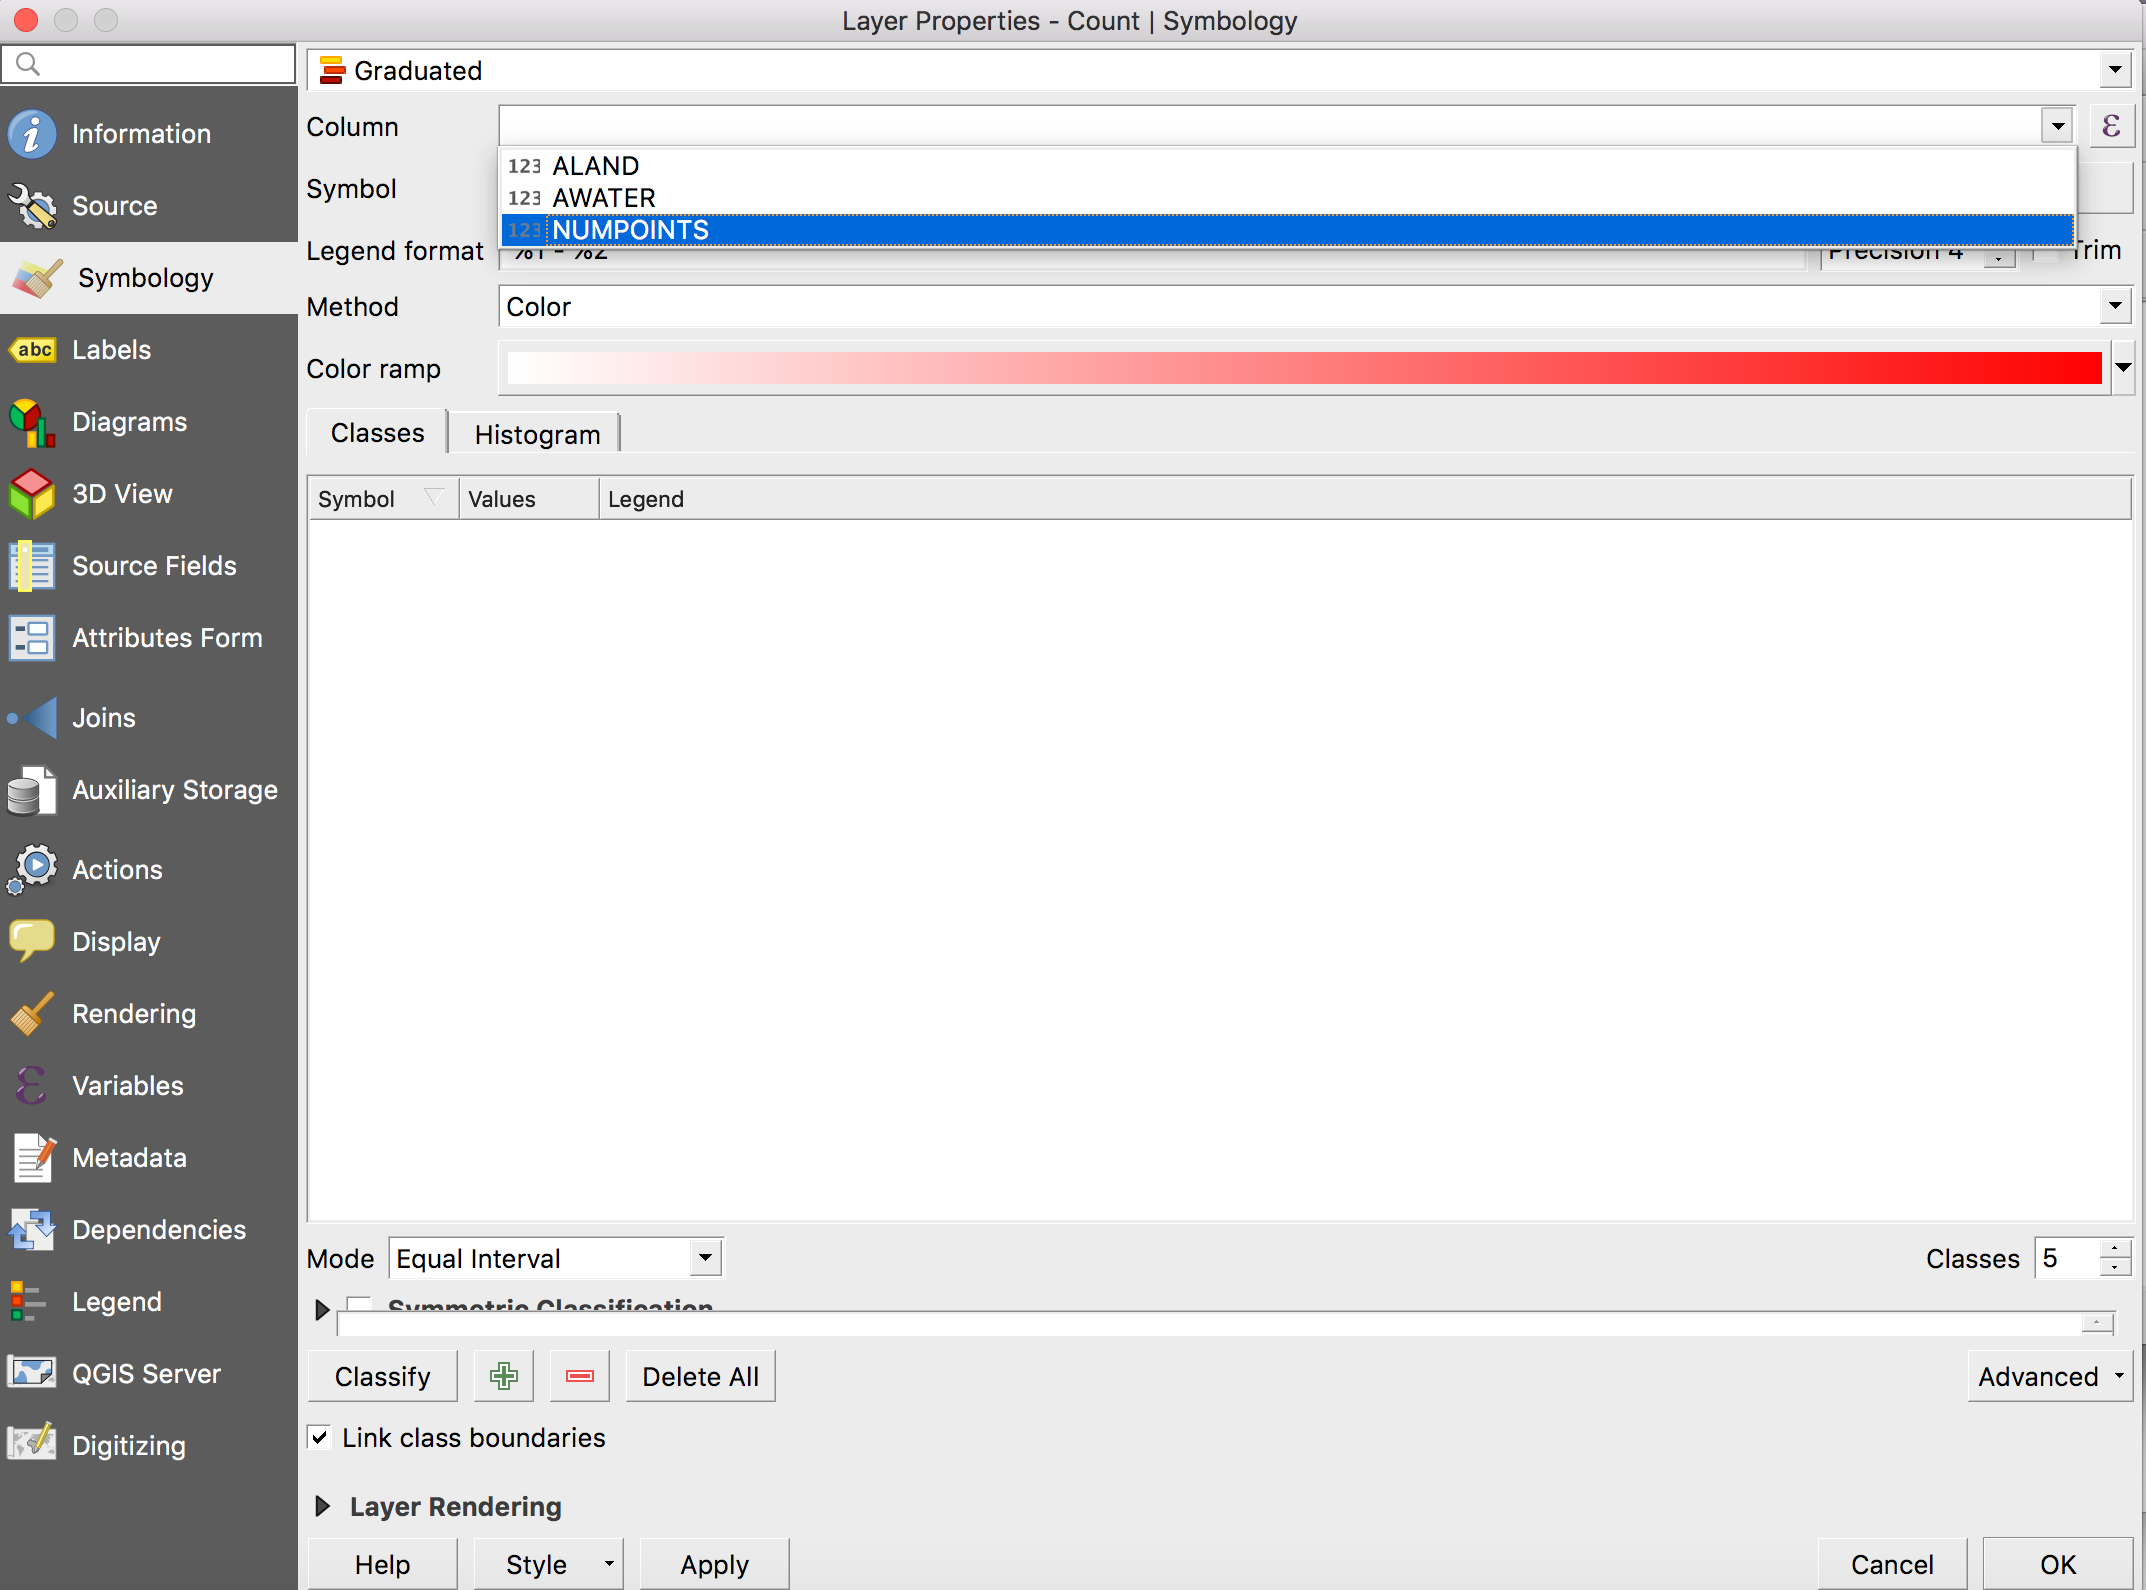 Layer Properties - Count | Symbology
Graduated
Information
Source
Symbology
Labels
abc
Diagrams
3D View
Source Fields
Attributes Form
Joins
Auxiliary Storage
Actions
Display
Rendering
Variables
Metadata
Dependencies
Legend
QGIS Server
Digitizing
Column
ε
123 ALAND
123 AWATER
123 NUMPOINTS
Symbol
Legend format %1 - %2 Precision 4 Trim
Method Color
Color ramp
Classes Histogram
Symbol Values Legend
Mode Equal Interval Classes 5
Symmetric Classification
Classify Delete All Advanced
Link class boundaries
Layer Rendering
Help Style Apply Cancel OK